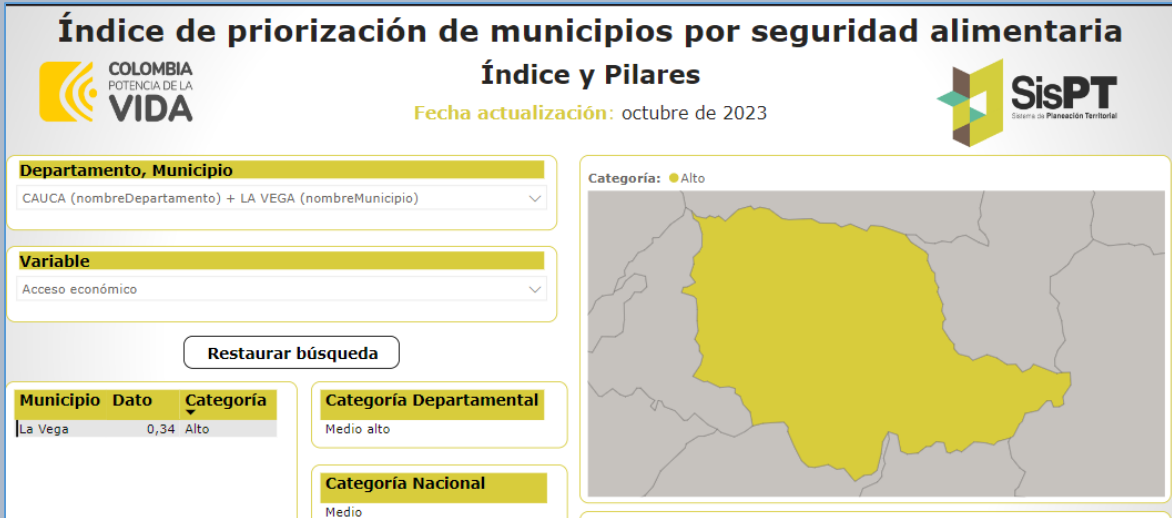 Índice de priorización de municipios por seguridad alimentaria
COLOMBIA
POTENCIA DE LA
VIDA
Índice y Pilares
Fecha actualización: octubre de 2023
SisPT
Sistema de Planeación Territorial
Departamento, Municipio
CAUCA (nombreDepartamento) + LA VEGA (nombreMunicipio)
Variable
Acceso económico
Restaurar búsqueda
Categoría: Alto
Municipio Dato Categoría
La Vega 0,34 Alto
Categoría Departamental
Medio alto
Categoría Nacional
Medio